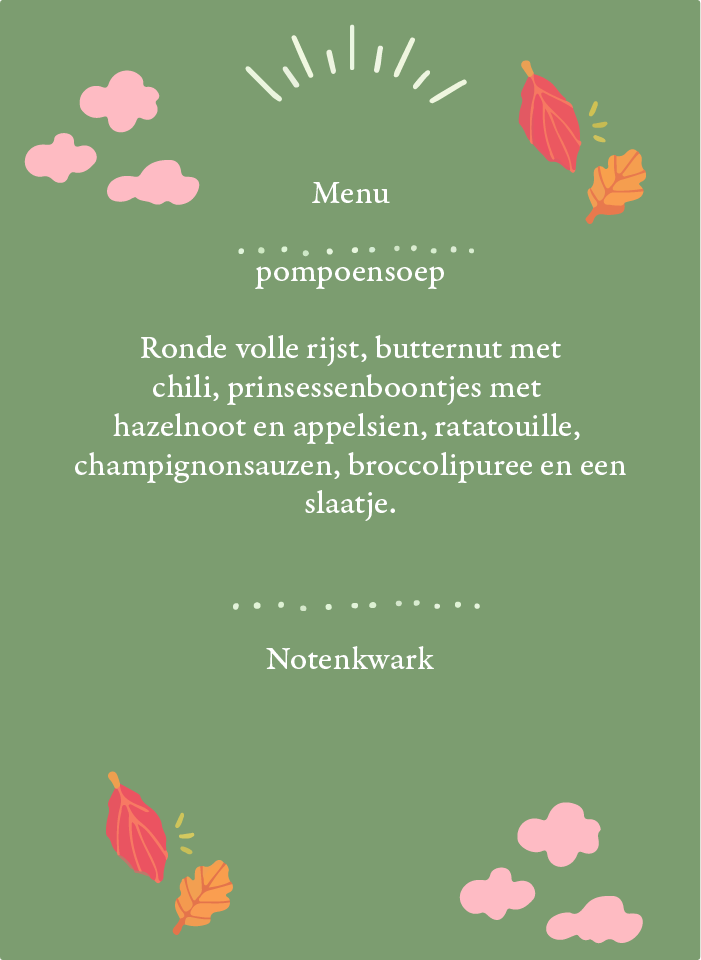 Menu
pompoensoep
Ronde volle rijst, butternut met
chili, prinsessenboontjes met
hazelnoot en appelsien, ratatouille,
champignonsauzen, broccolipuree en een
slaatje.
Notenkwark